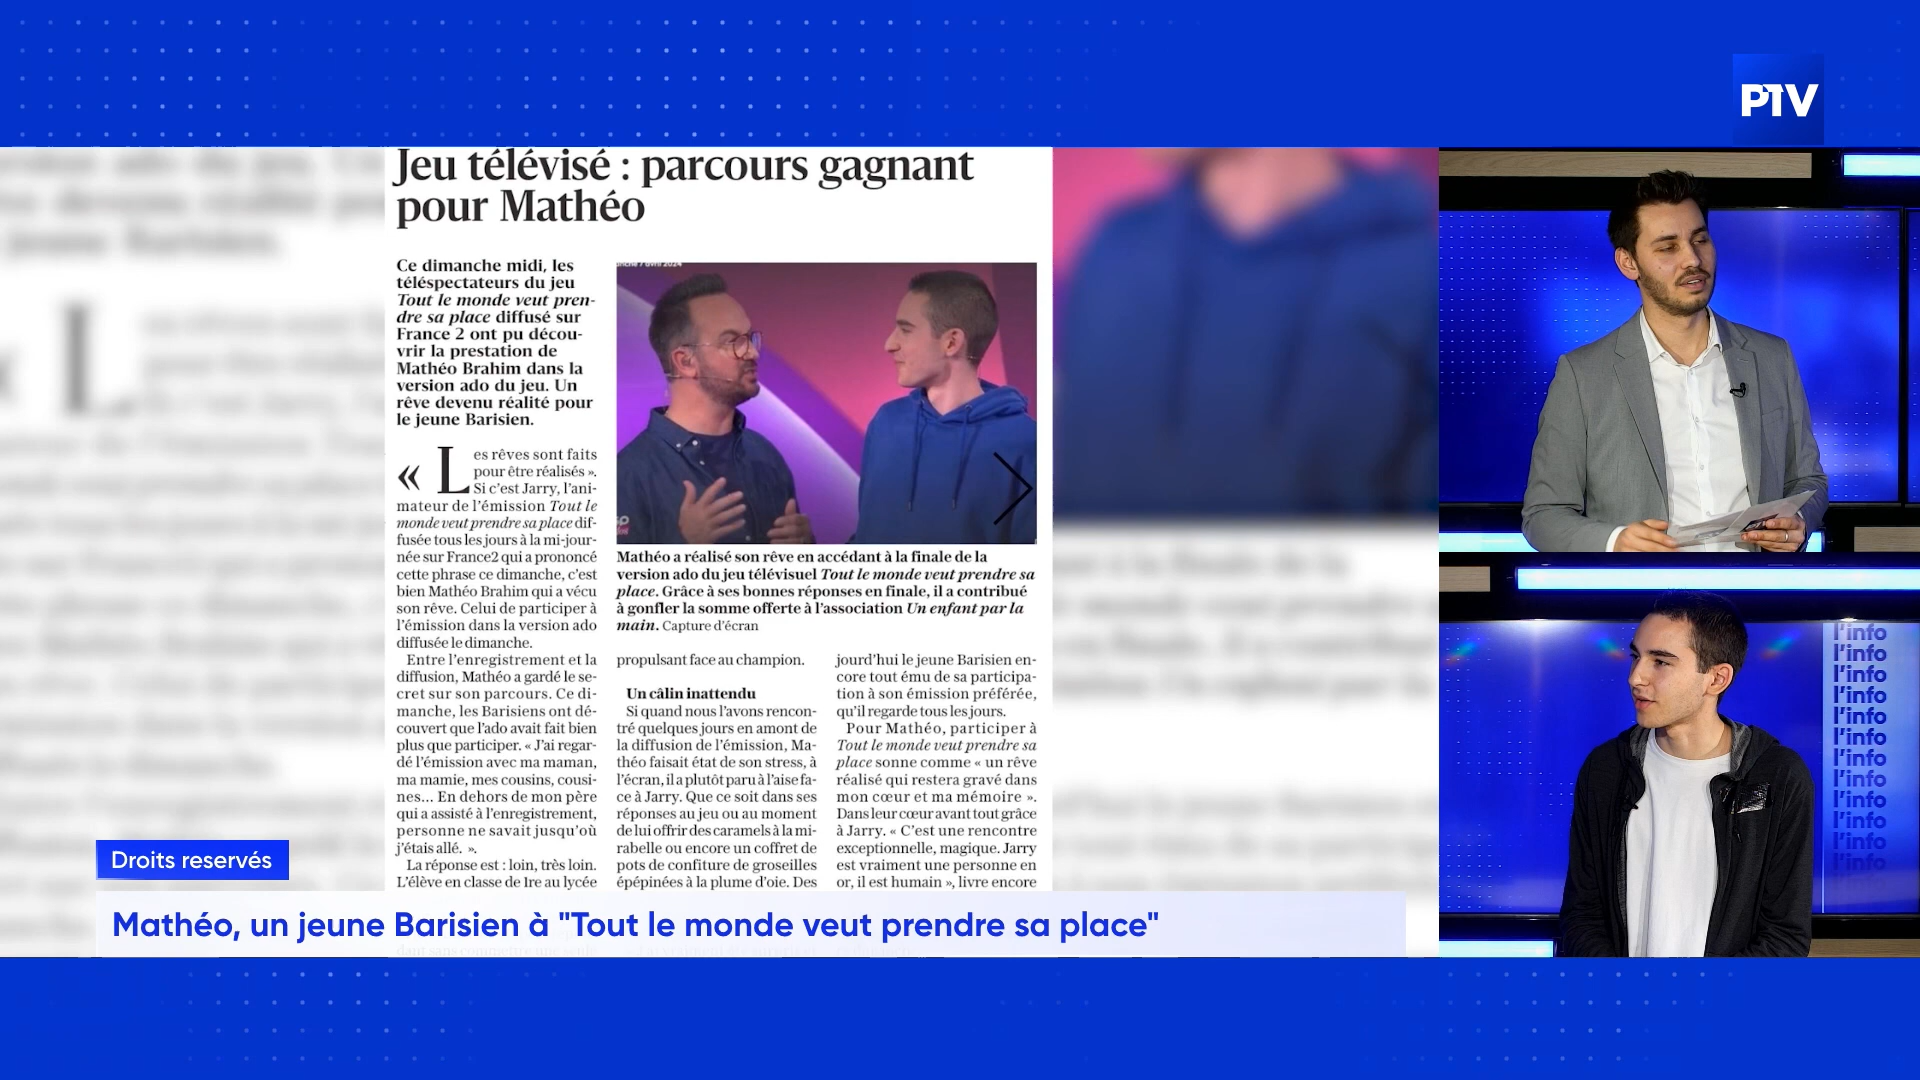 PTV
Jeu télévisé : parcours gagnant
pour Mathéo
Ce dimanche midi, les
téléspectateurs du jeu
Tout le monde veut pren-
dre sa place diffusé sur
France 2 ont pu décou-
vrir la prestation de
Mathéo Brahim dans la
version ado du jeu. Un
rêve devenu réalité pour
le jeune Barisien.
« Les rêves sont faits
pour être réalisés ».
Si c'est Jarry, l'ani-
mateur de l'émission Tout le
monde veut prendre sa place dif-
fusée tous les jours à la mi-jour-
née sur France2 qui a prononcé
cette phrase ce dimanche, c'est
bien Mathéo Brahim qui a vécu
son rêve. Celui de participer à
l'émission dans la version ado
diffusée le dimanche.
Entre l'enregistrement et la
diffusion, Mathéo a gardé le se-
cret sur son parcours. Ce di-
manche, les Barisiens ont dé-
couvert que l'ado avait fait bien
plus que participer. « J'ai regar-
dé l'émission avec ma maman,
ma mamie, mes cousins, cousi-
nes... En dehors de mon père
qui a assisté à l'enregistrement,
personne ne savait jusqu'où
j'étais allé. ».
La réponse est : loin, très loin.
L'élève en classe de 1re au lycée
avril 2024
Mathéo a réalisé son rêve en accédant à la finale de la
version ado du jeu télévisuel Tout le monde veut prendre sa
place. Grâce à ses bonnes réponses en finale, il a contribué
à gonfler la somme offerte à l'association Un enfant par la
main. Capture d'écran
propulsant face au champion.
Un câlin inattendu
Si quand nous l'avons rencon-
tré quelques jours en amont de
la diffusion de l'émission, Ma-
théo faisait état de son stress, à
l'écran, il a plutôt paru à l'aise fa-
ce à Jarry. Que ce soit dans ses
réponses au jeu ou au moment
de lui offrir des caramels à la mi-
rabelle ou encore un coffret de
pots de confiture de groseilles
épépinées à la plume d'oie. Des
jourd'hui le jeune Barisien en-
core tout ému de sa participa-
tion à son émission préférée,
qu'il regarde tous les jours.
Pour Mathéo, participer à
Tout le monde veut prendre sa
place sonne comme « un rêve
réalisé qui restera gravé dans
mon cœur et ma mémoire ».
Dans leur cœur avant tout grâce
à Jarry. « C'est une rencontre
exceptionnelle, magique. Jarry
est vraiment une personne en
or, il est humain », livre encore
Droits reservés
Mathéo, un jeune Barisien à "Tout le monde veut prendre sa place"
l'info
l'info
l'info
l'info
l'info
l'info
l'info
l'info
l'info
l'info
l'info
l'info